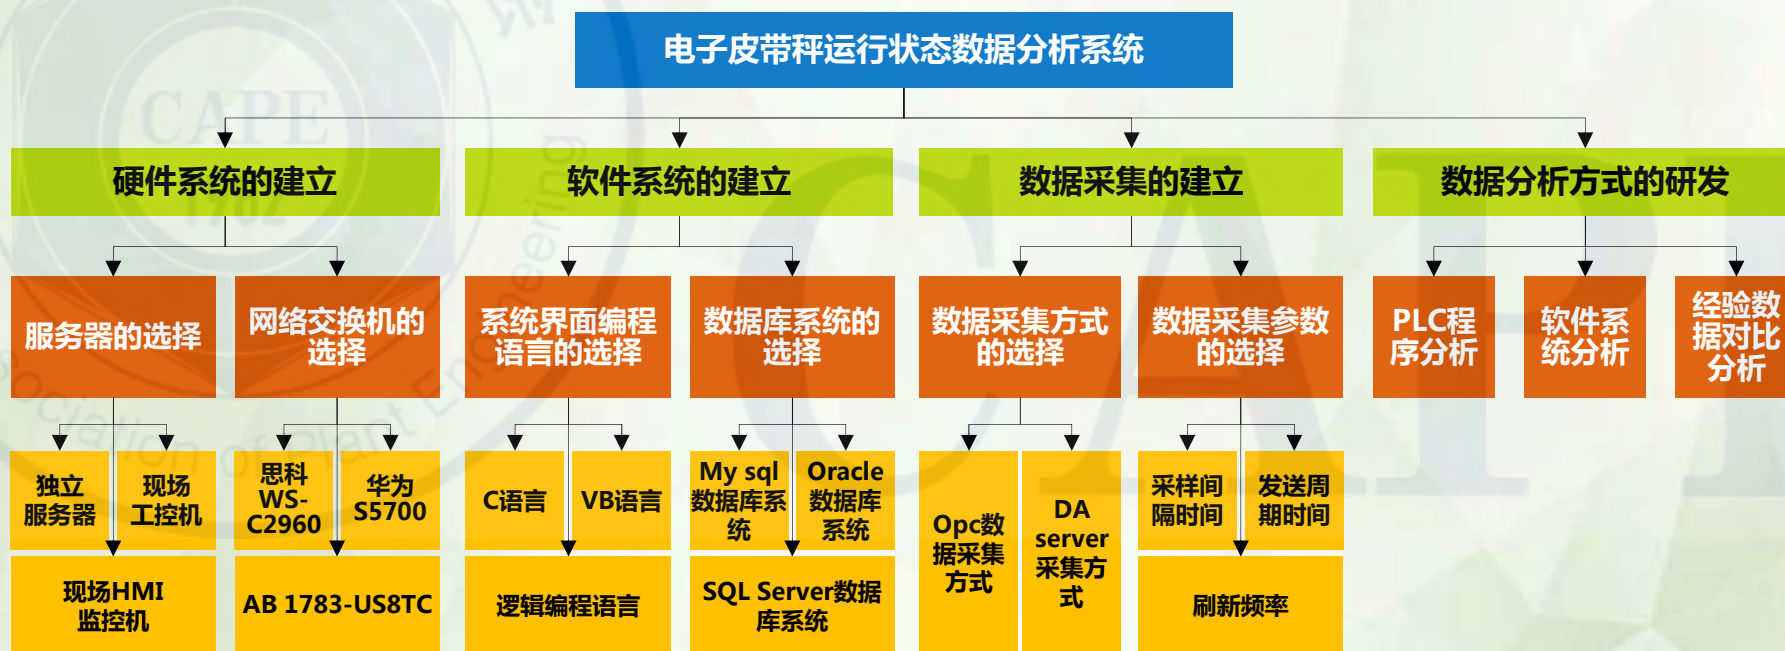 电子皮带秤运行状态数据分析系统
硬件系统的建立
软件系统的建立
数据采集的建立
数据分析方式的研发
服务器的选择
网络交换机的
选择
系统界面编程
语言的选择
数据库系统的
选择
数据采集方式
的选择
数据采集参数
的选择
PLC程
序分析
软件系
统分析
经验数
据对比
分析
独立
服务器
现场
工控机
现场HMI
监控机
思科
WS-
C2960
华为
S5700
AB 1783-US8TC
C语言
VB语言
逻辑编程语言
My sql
数据库系
统
Oracle
数据库
系统
SQL Server数据
库系统
Opc数
据采集
方式
DA
server
采集方
式
采样间
隔时间
发送周
期时间
刷新频率
CAPE
1982
sociation of Plant Engineering
CAP